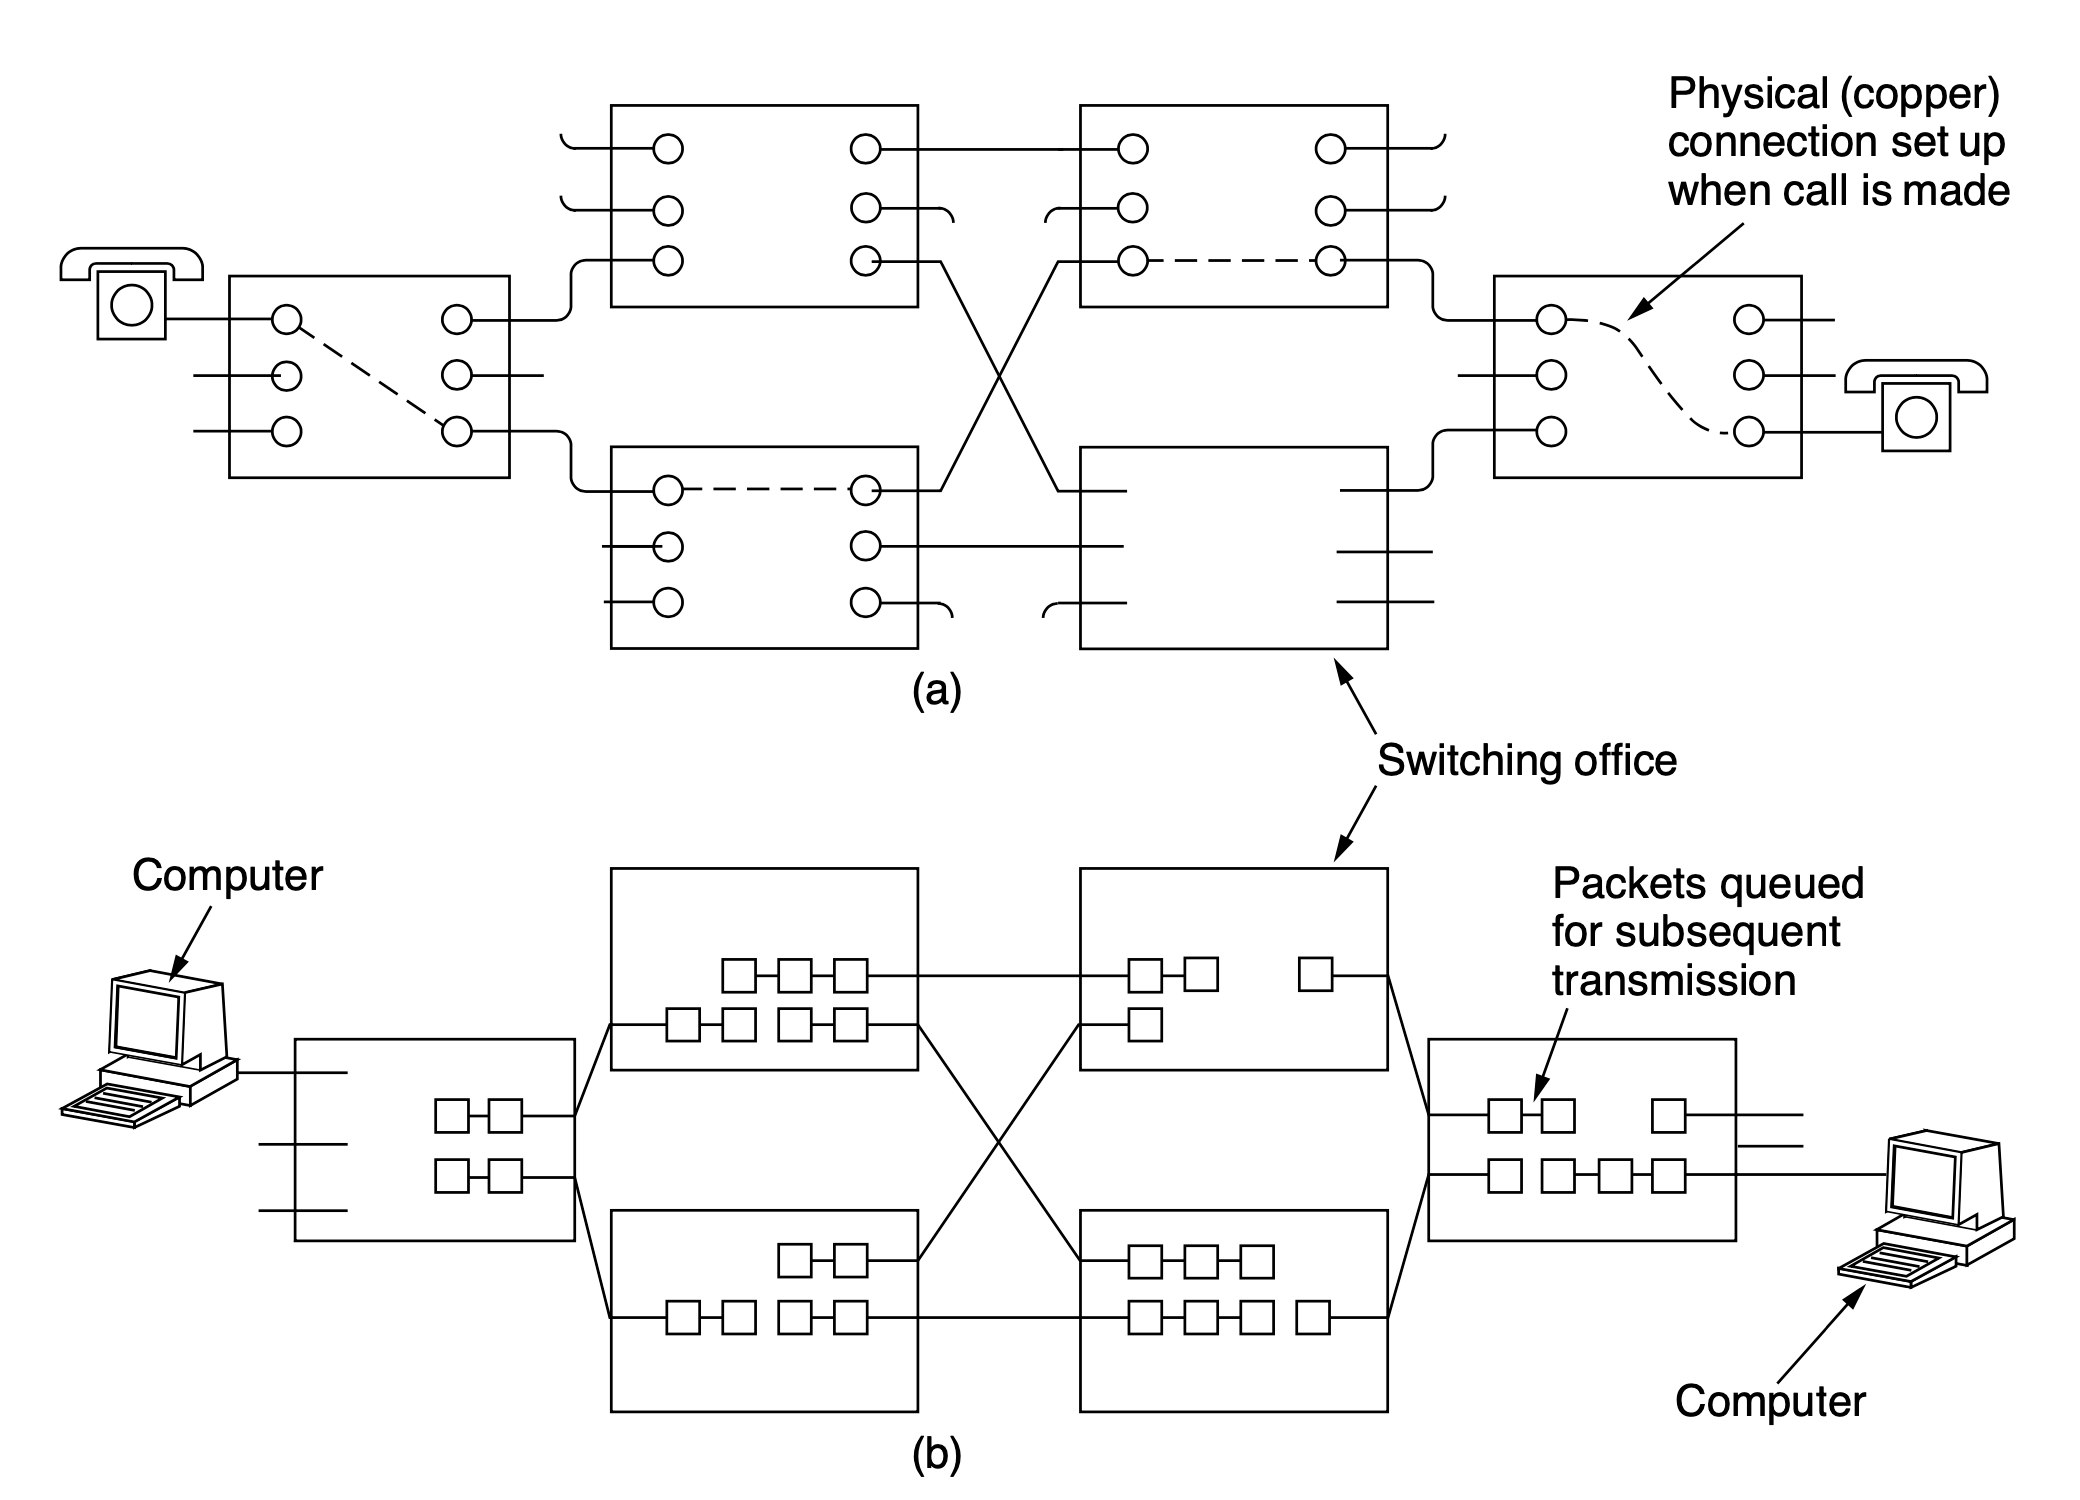 Physical (copper)
connection set up
when call is made
(a)
Switching office
Computer
Packets queued
for subsequent
transmission
Computer
(b)